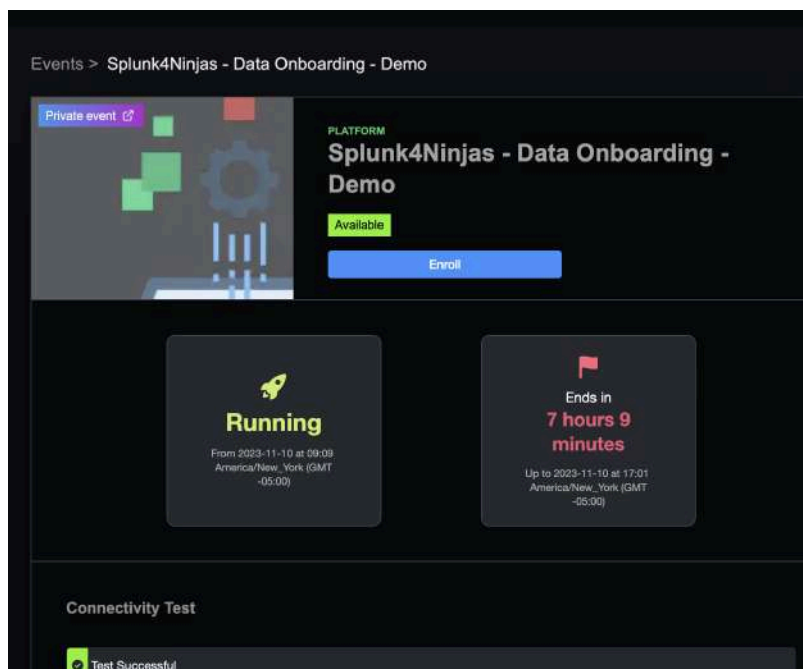 Events > Splunk4Ninjas - Data Onboarding - Demo
Private event
PLATFORM
Splunk4Ninjas - Data Onboarding -
Demo
Available
Enroll
Running
From 2023-11-10 at 09:09
America/New_York (GMT
-05:00)
Ends in
7 hours 9
minutes
Up to 2023-11-10 at 17:01
America/New_York (GMT
-05:00)
Connectivity Test
Test Successful